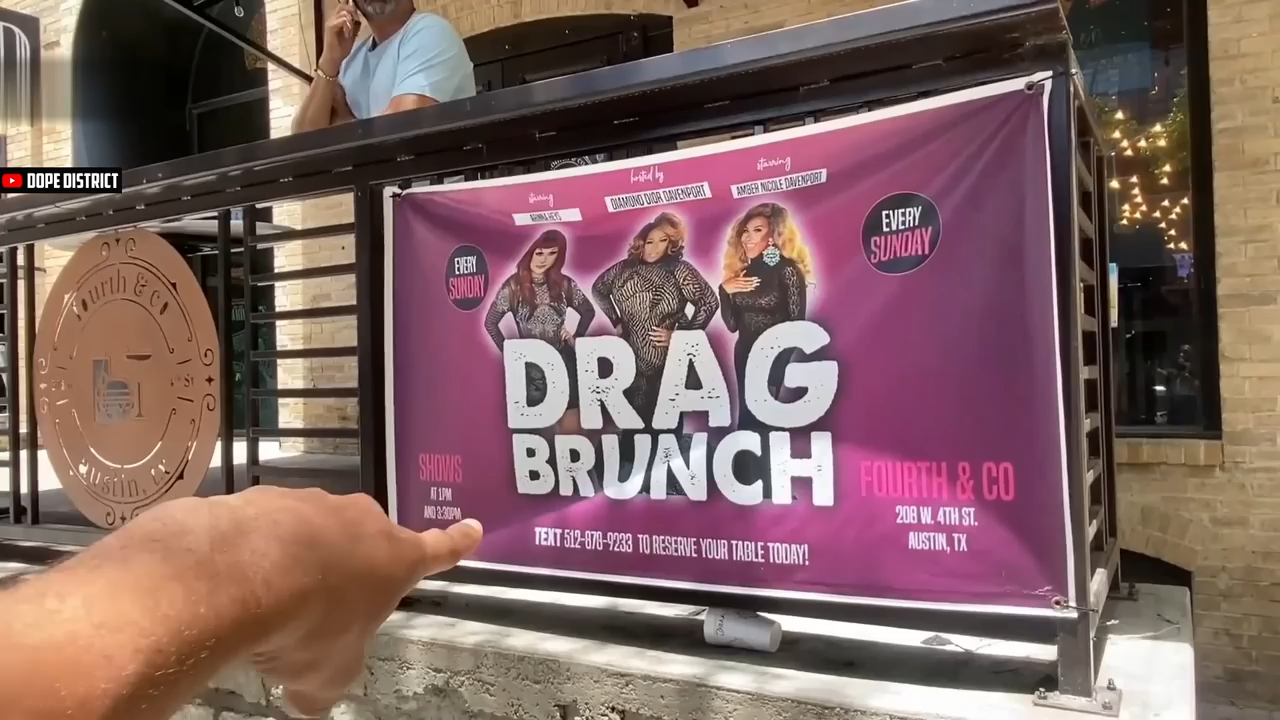 DOPE DISTRICT
fourth & co
Austin, TX
starring
hosted by
DIAMOND DIOR DAVENPORT
starring
AMBER NICOLE DAVENPORT
EVERY
SUNDAY
EVERY
SUNDAY
DRAG
BRUNCH
SHOWS
AT 1PM
AND 3:30PM
FOURTH & CO
208 W. 4TH ST.
AUSTIN, TX
TEXT 512-878-9233 TO RESERVE YOUR TABLE TODAY!